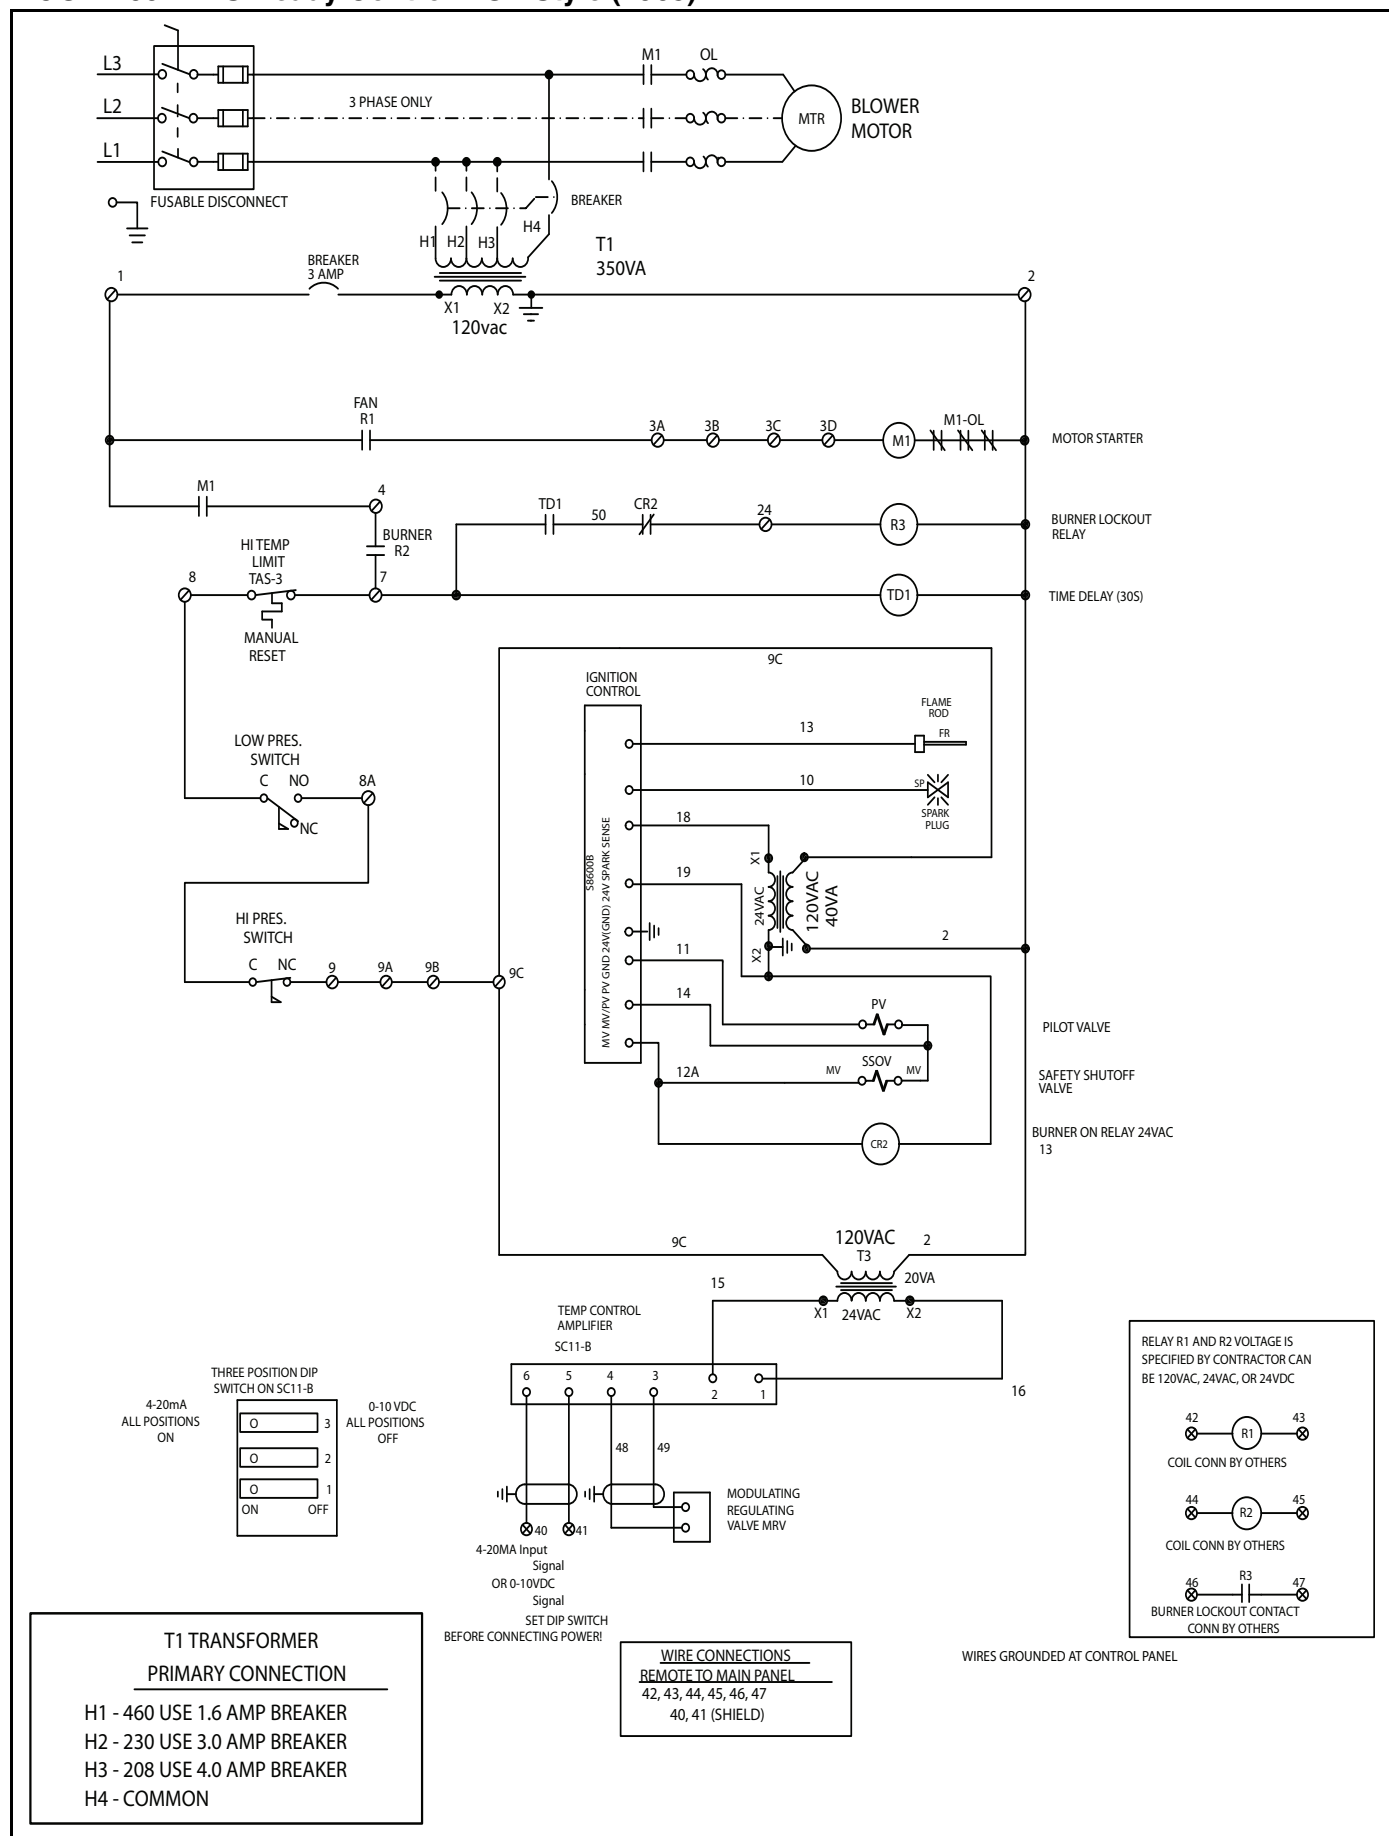 L3
M1
OL
L2
3 PHASE ONLY
MTR
BLOWER
MOTOR
L1
FUSABLE DISCONNECT
BREAKER
H1
H2
H3
H4
T1
350VA
BREAKER
3 AMP
1
2
X1
X2
120vac
FAN
R1
3A
3B
3C
3D
M1
M1-OL
MOTOR STARTER
M1
4
BURNER
R2
TD1
50
CR2
24
R3
BURNER LOCKOUT
RELAY
HI TEMP
LIMIT
TAS-3
8
7
TD1
TIME DELAY (30S)
MANUAL
RESET
9C
IGNITION
CONTROL
FLAME
ROD
FR
13
LOW PRES.
SWITCH
C
NO
8A
NC
10
SP
SPARK
PLUG
18
S8600B
MV MV/PV PV GND 24V(GND) 24V SPARK SENSE
X1
19
24VAC
120VAC
40VA
X2
2
HI PRES.
SWITCH
C
NC
9
9A
9B
9C
11
14
PV
PILOT VALVE
12A
MV
SSOV
MV
SAFETY SHUTOFF
VALVE
CR2
BURNER ON RELAY 24VAC
13
9C
120VAC
T3
2
20VA
15
X1
24VAC
X2
TEMP CONTROL
AMPLIFIER
SC11-B
6
5
4
3
2
1
16
THREE POSITION DIP
SWITCH ON SC11-B
4-20mA
ALL POSITIONS
ON
0-10 VDC
ALL POSITIONS
OFF
O
3
O
2
O
1
ON
OFF
48
49
MODULATING
REGULATING
VALVE MRV
40
41
4-20MA Input
Signal
OR 0-10VDC
Signal
SET DIP SWITCH
BEFORE CONNECTING POWER!
RELAY R1 AND R2 VOLTAGE IS
SPECIFIED BY CONTRACTOR CAN
BE 120VAC, 24VAC, OR 24VDC
42
R1
43
COIL CONN BY OTHERS
44
R2
45
COIL CONN BY OTHERS
46
R3
47
BURNER LOCKOUT CONTACT
CONN BY OTHERS
WIRES GROUNDED AT CONTROL PANEL
T1 TRANSFORMER
PRIMARY CONNECTION
H1 - 460 USE 1.6 AMP BREAKER
H2 - 230 USE 3.0 AMP BREAKER
H3 - 208 USE 4.0 AMP BREAKER
H4 - COMMON
WIRE CONNECTIONS
REMOTE TO MAIN PANEL
42, 43, 44, 45, 46, 47
40, 41 (SHIELD)